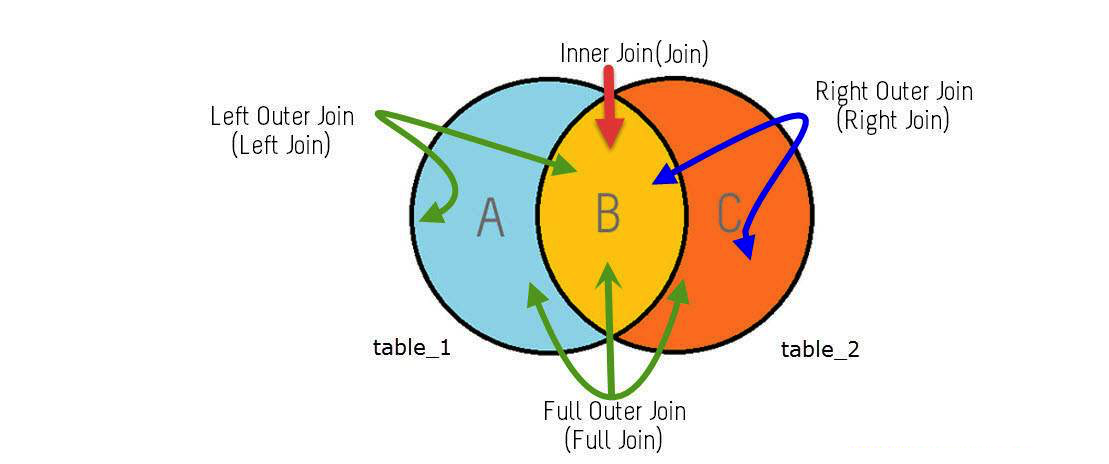 Inner Join(Join)
Left Outer Join
(Left Join)
Right Outer Join
(Right Join)
A
B
C
table_1
table_2
Full Outer Join
(Full Join)